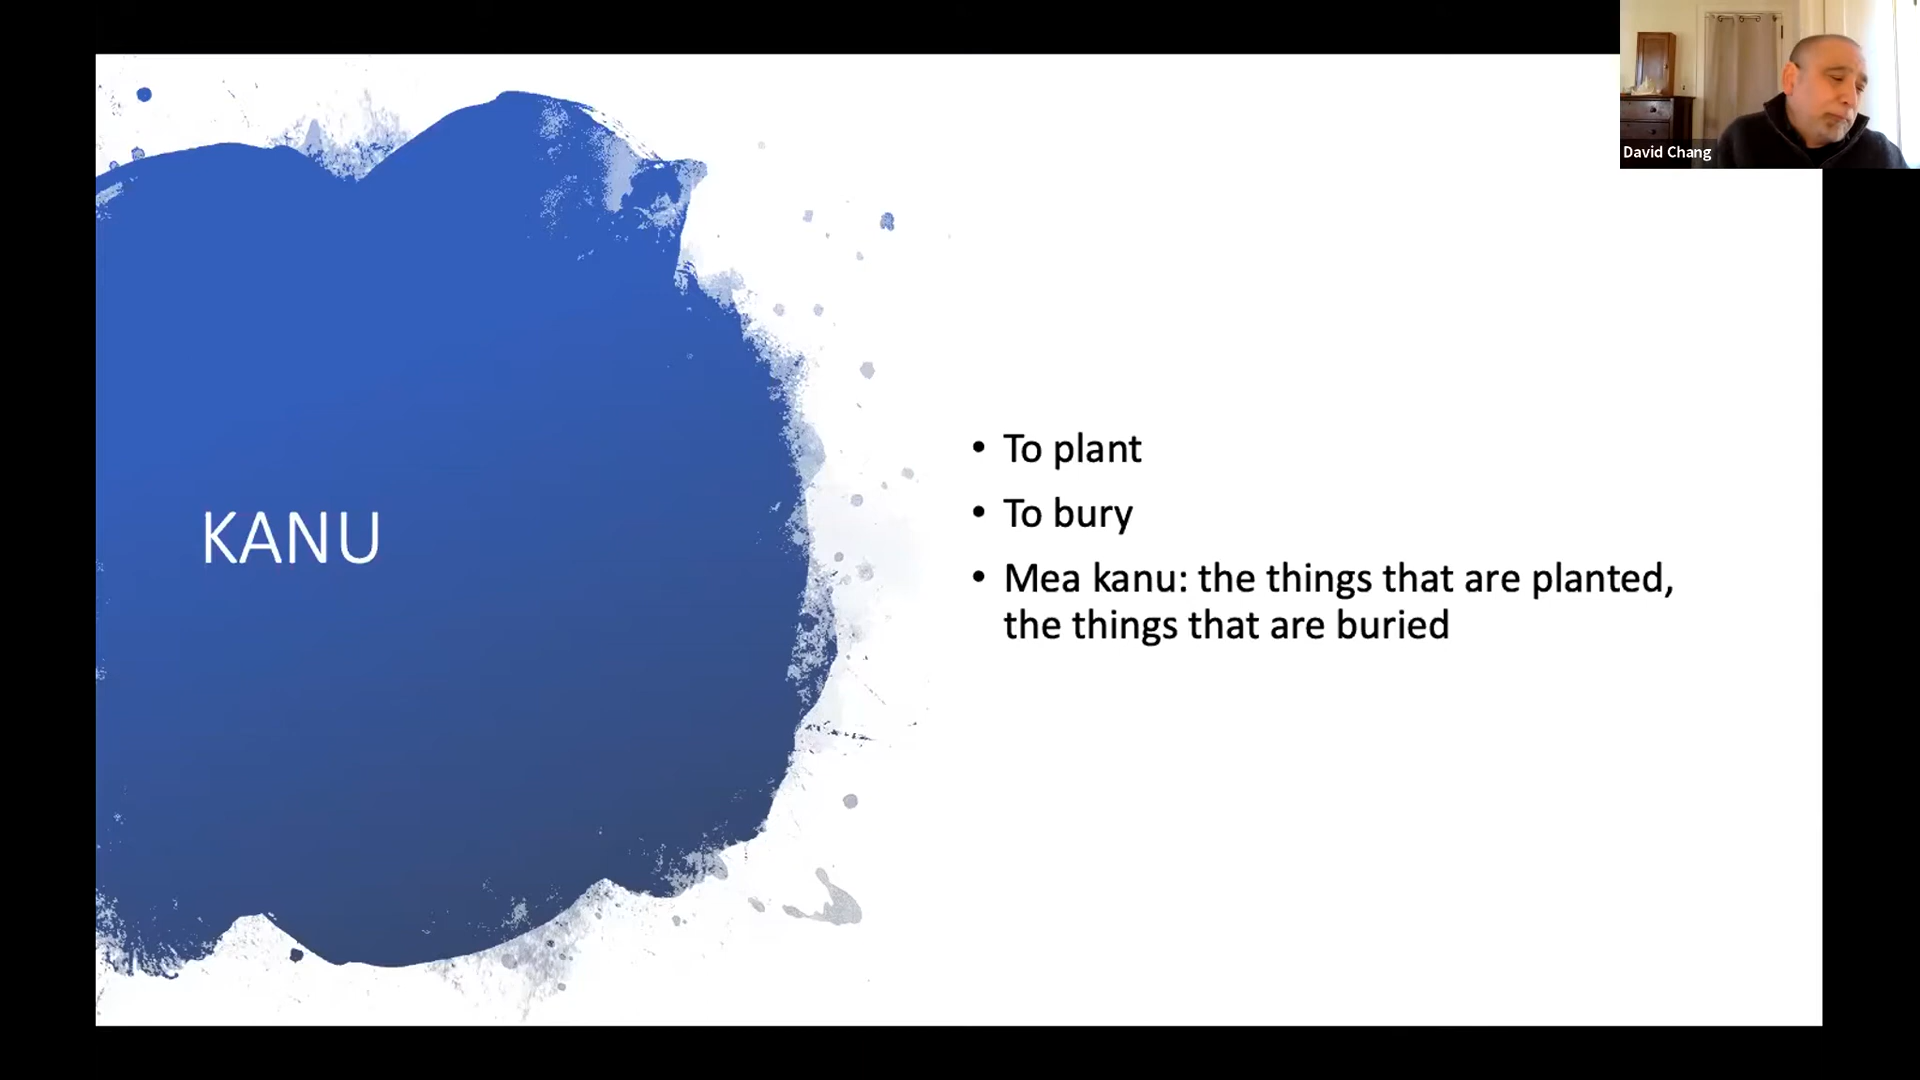 KANU
• To plant
• To bury
• Mea kanu: the things that are planted,
the things that are buried
David Chang